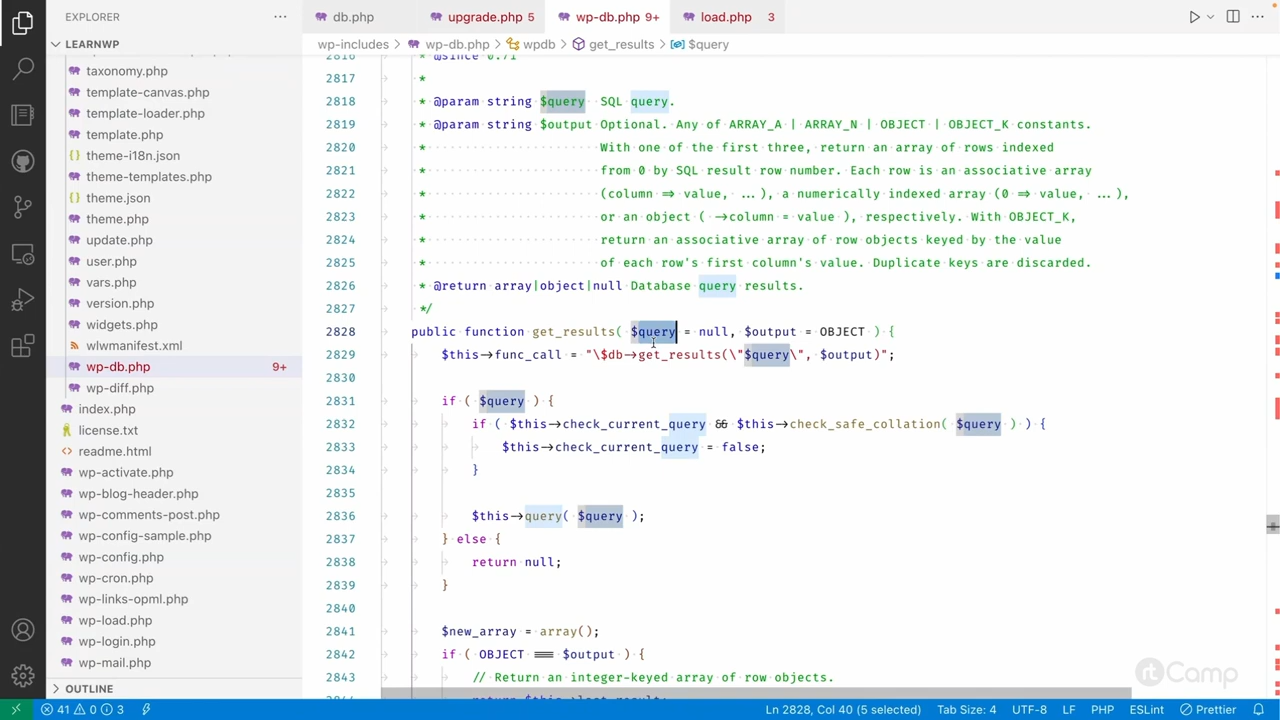 EXPLORER
db.php
upgrade.php 5
wp-db.php 9+
load.php 3
LEARNWP
wp-includes > wp-db.php > wpdb > get_results > $query
taxonomy.php
template-canvas.php
template-loader.php
template.php
theme-i18n.json
theme-templates.php
theme.json
theme.php
update.php
user.php
vars.php
version.php
widgets.php
wlwmanifest.xml
wp-db.php 9+
wp-diff.php
index.php
license.txt
readme.html
wp-activate.php
wp-blog-header.php
wp-comments-post.php
wp-config-sample.php
wp-config.php
wp-cron.php
wp-links-opml.php
wp-load.php
wp-login.php
wp-mail.php
OUTLINE
2816 * @since 0.71
2817 *
2818 * @param string $query SQL query.
2819 * @param string $output Optional. Any of ARRAY_A | ARRAY_N | OBJECT | OBJECT_K constants.
2820 * With one of the first three, return an array of rows indexed
2821 * from 0 by SQL result row number. Each row is an associative array
2822 * (column => value, ...), a numerically indexed array (0 => value, ...),
2823 * or an object ( ->column = value ), respectively. With OBJECT_K,
2824 * return an associative array of row objects keyed by the value
2825 * of each row's first column's value. Duplicate keys are discarded.
2826 * @return array|object|null Database query results.
2827 */
2828 public function get_results( $query = null, $output = OBJECT ) {
2829 $this->func_call = "\$db->get_results(\"$query\", $output)";
2830
2831 if ( $query ) {
2832 if ( $this->check_current_query && $this->check_safe_collation( $query ) ) {
2833 $this->check_current_query = false;
2834 }
2835
2836 $this->query( $query );
2837 } else {
2838 return null;
2839 }
2840
2841 $new_array = array();
2842 if ( OBJECT === $output ) {
2843 // Return an integer-keyed array of row objects.
2844 return $this->last_result;
rtCamp
41 0 3
Ln 2828, Col 40 (5 selected) Tab Size: 4 UTF-8 LF PHP ESLint Prettier